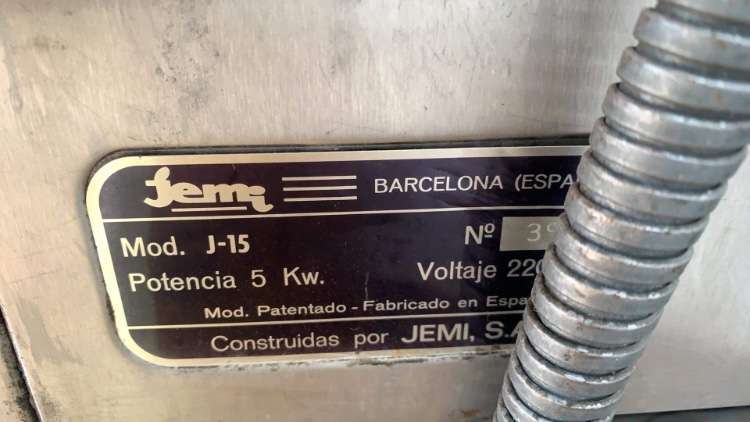 Jemi BARCELONA (ESPA
Mod. J-15 Nº 39
Potencia 5 Kw. Voltaje 220
Mod. Patentado - Fabricado en Espa
Construidas por JEMI, S.A